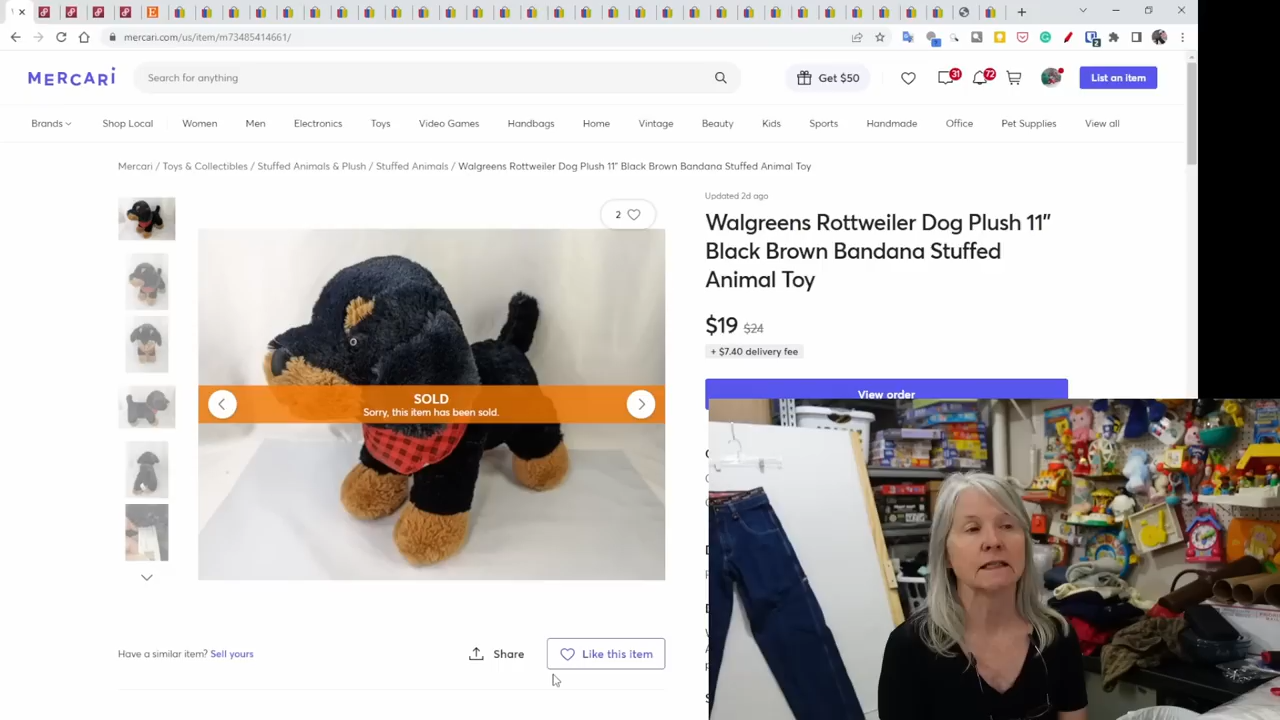 mercari.com/us/item/m73485414661/
MERCARI
Search for anything
Get $50
31
72
List an item
Brands
Shop Local
Women
Men
Electronics
Toys
Video Games
Handbags
Home
Vintage
Beauty
Kids
Sports
Handmade
Office
Pet Supplies
View all
Mercari / Toys & Collectibles / Stuffed Animals & Plush / Stuffed Animals / Walgreens Rottweiler Dog Plush 11" Black Brown Bandana Stuffed Animal Toy
2
Updated 2d ago
Walgreens Rottweiler Dog Plush 11"
Black Brown Bandana Stuffed
Animal Toy
$19 $24
+ $7.40 delivery fee
View order
SOLD
Sorry, this item has been sold.
Have a similar item? Sell yours
Share
Like this item